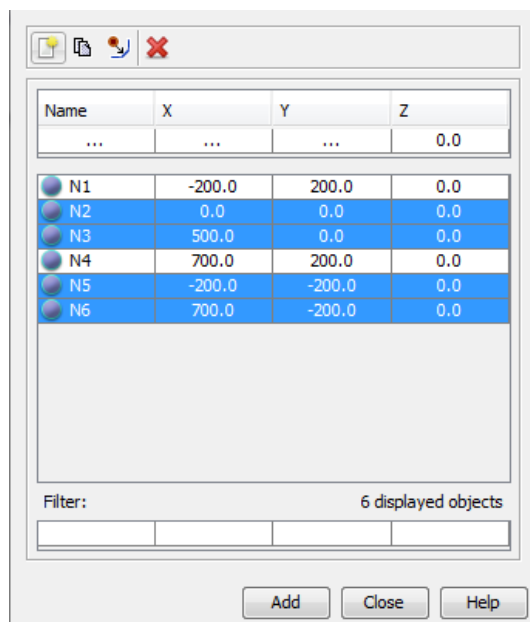 Name X Y Z
... ... ... 0.0
N1 -200.0 200.0 0.0
N2 0.0 0.0 0.0
N3 500.0 0.0 0.0
N4 700.0 200.0 0.0
N5 -200.0 -200.0 0.0
N6 700.0 -200.0 0.0
Filter: 6 displayed objects
Add Close Help